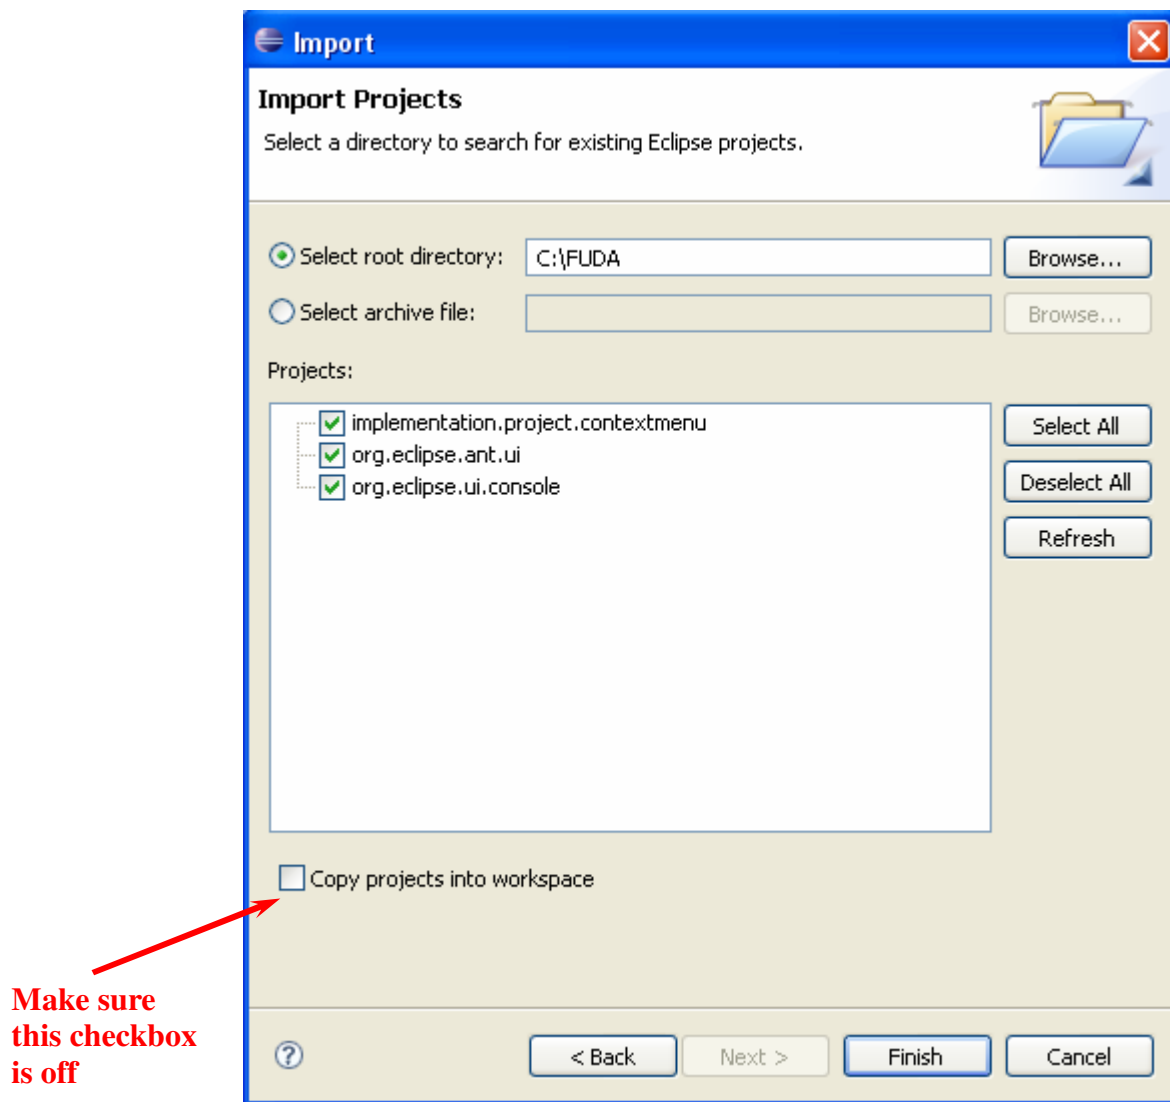 Import
Import Projects
Select a directory to search for existing Eclipse projects.
Select root directory: C:\FUDA Browse...
Select archive file: Browse...
Projects:
implementation.project.contextmenu
org.eclipse.ant.ui
org.eclipse.ui.console
Select All
Deselect All
Refresh
Copy projects into workspace
Make sure
this checkbox
is off
? < Back Next > Finish Cancel